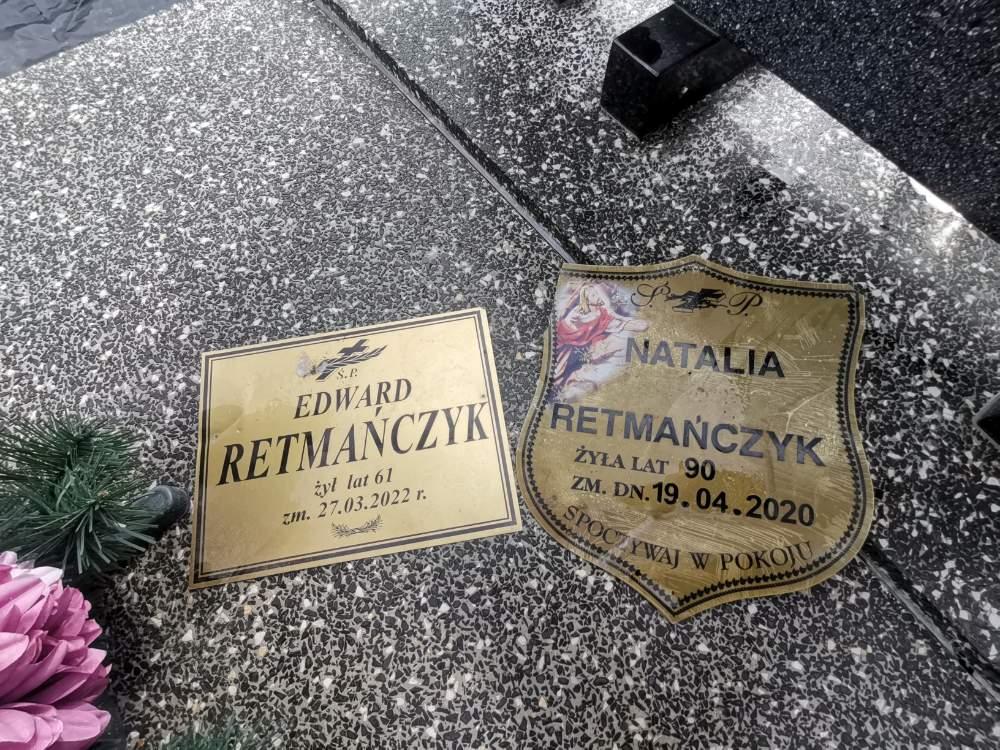 Ś.P.
EDWARD
RETMAŃCZYK
żył lat 61
zm. 27.03.2022 r.
Ś. P.
NATALIA
RETMAŃCZYK
ŻYŁA LAT 90
ZM. DN. 19.04.2020
SPOCZYWAJ W POKOJU